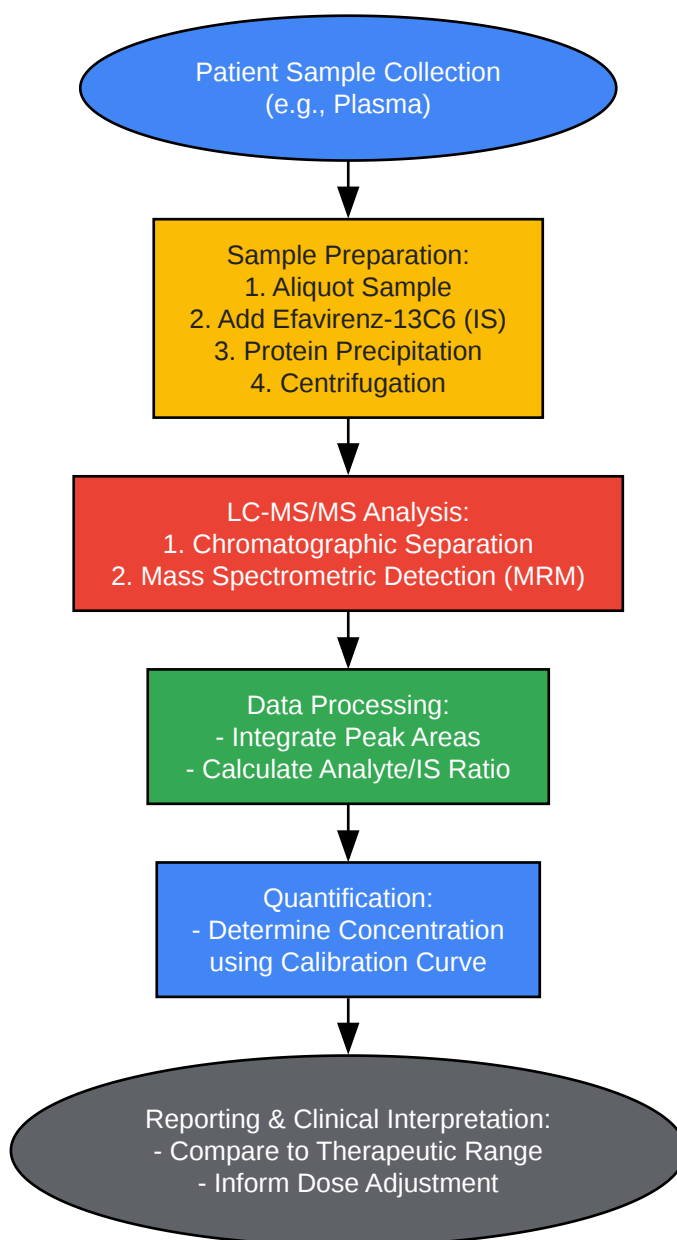 Patient Sample Collection
(e.g., Plasma)
Sample Preparation:
1. Aliquot Sample
2. Add Efavirenz-13C6 (IS)
3. Protein Precipitation
4. Centrifugation
LC-MS/MS Analysis:
1. Chromatographic Separation
2. Mass Spectrometric Detection (MRM)
Data Processing:
- Integrate Peak Areas
- Calculate Analyte/IS Ratio
Quantification:
- Determine Concentration
using Calibration Curve
Reporting & Clinical Interpretation:
- Compare to Therapeutic Range
- Inform Dose Adjustment